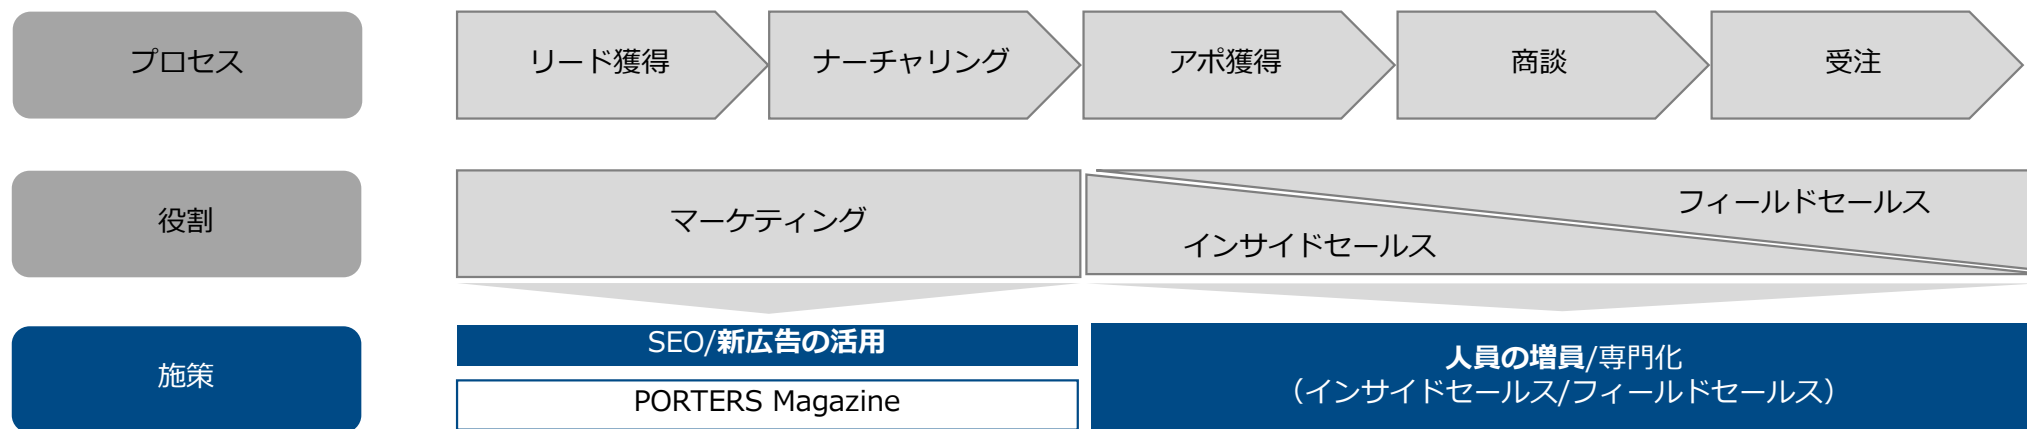 プロセス
リード獲得
ナーチャリング
アポ獲得
商談
受注
役割
マーケティング
インサイドセールス
フィールドセールス
施策
SEO/新広告の活用
PORTERS Magazine
人員の増員/専門化
（インサイドセールス/フィールドセールス）